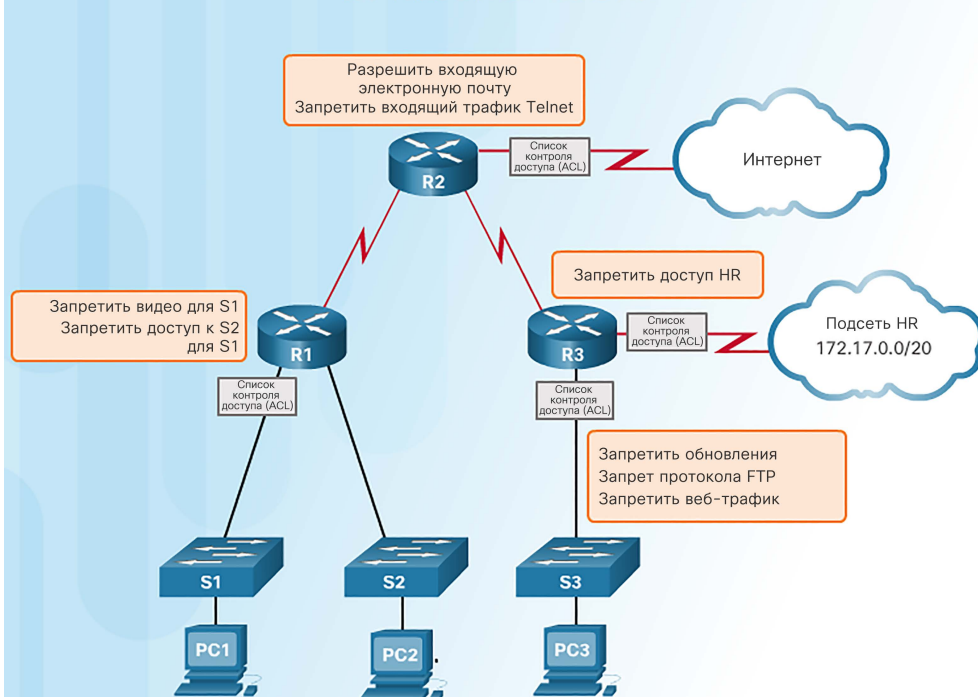 Разрешить входящую
электронную почту
Запретить входящий трафик Telnet
Список
контроля
доступа (ACL)
Интернет
R2
Запретить доступ HR
Запретить видео для S1
Запретить доступ к S2
для S1
R1
Список
контроля
доступа (ACL)
R3
Список
контроля
доступа (ACL)
Подсеть HR
172.17.0.0/20
Список
контроля
доступа (ACL)
Запретить обновления
Запрет протокола FTP
Запретить веб-трафик
S1
S2
S3
PC1
PC2
PC3